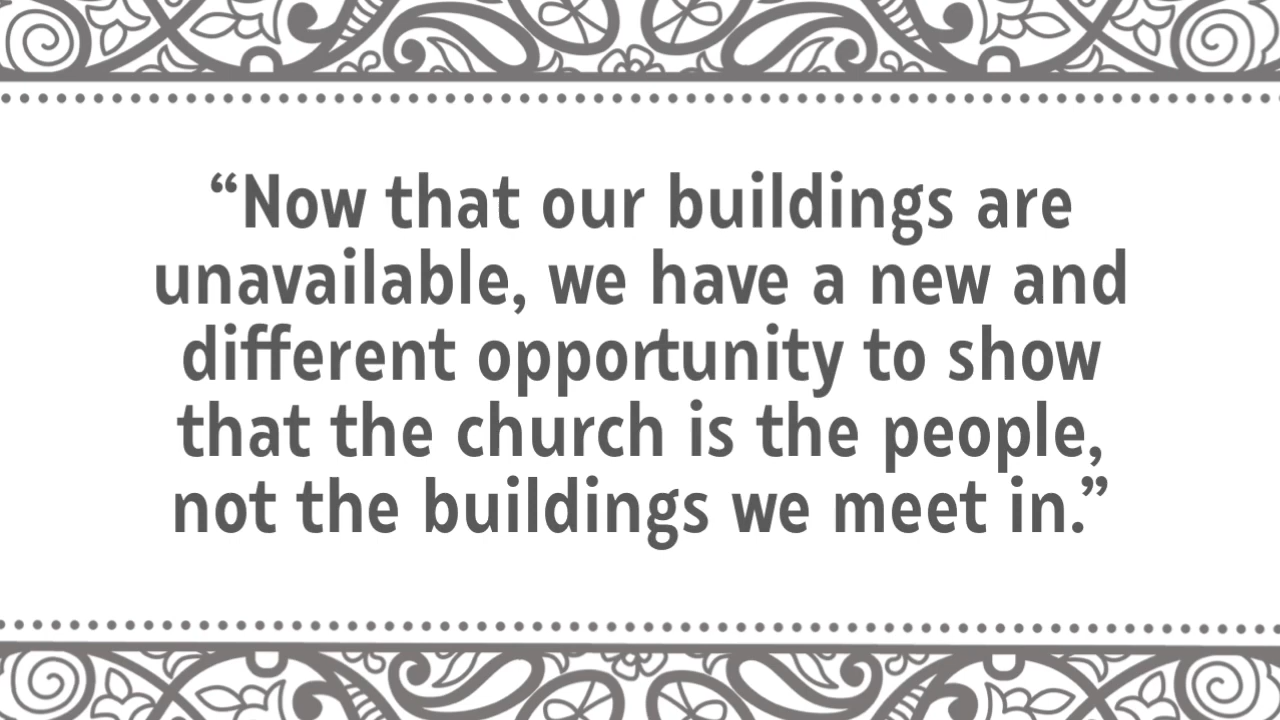 “Now that our buildings are
unavailable, we have a new and
different opportunity to show
that the church is the people,
not the buildings we meet in.”